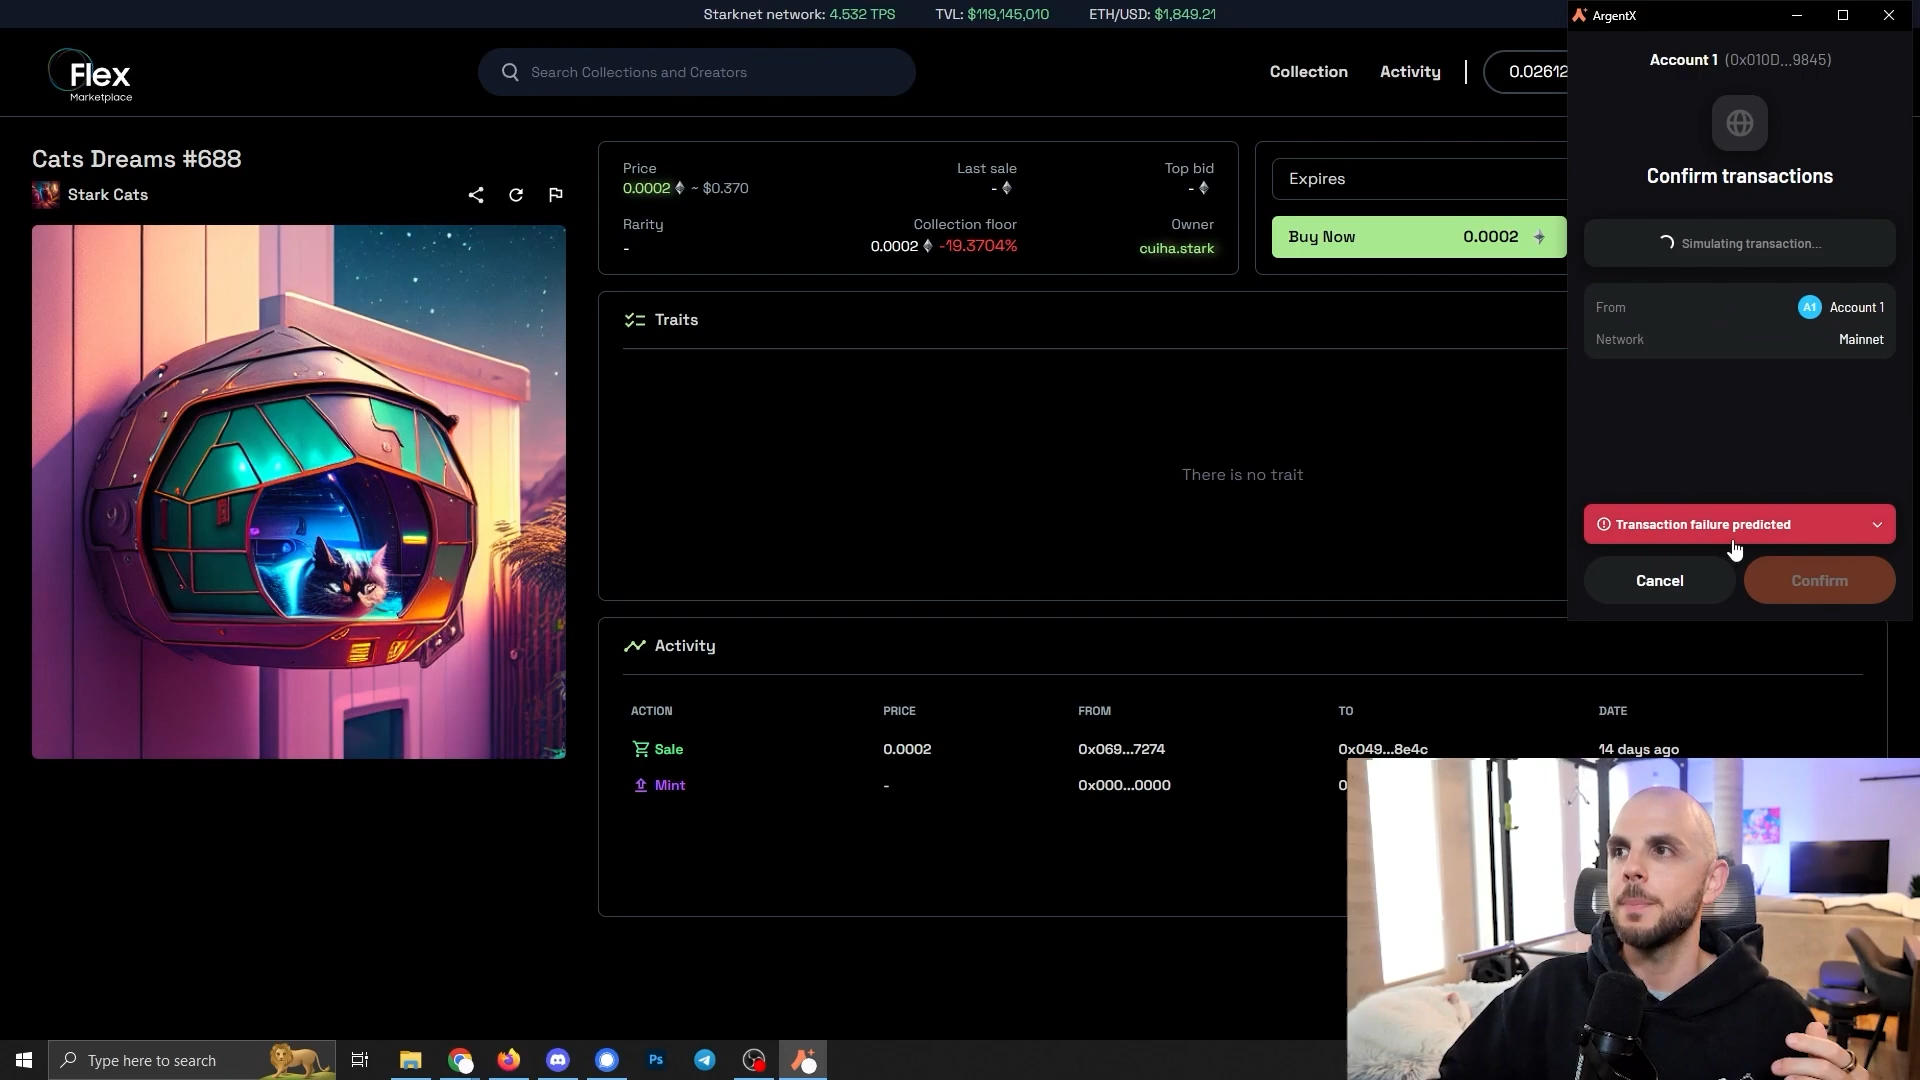 Starknet network: 4.532 TPS TVL: $119,145,010 ETH/USD: $1,849.21
ArgentX
Flex
Marketplace
Search Collections and Creators
Collection Activity 0.02612
Account 1 (0x010D...9845)
Confirm transactions
Simulating transaction...
From A1 Account 1
Network Mainnet
Transaction failure predicted
Cancel Confirm
Cats Dreams #688
Stark Cats
Price Last sale Top bid
0.0002 ~ $0.370 - -
Rarity Collection floor Owner
- 0.0002 -19.3704% cuiha.stark
Expires
Buy Now 0.0002
Traits
There is no trait
Activity
ACTION PRICE FROM TO DATE
Sale 0.0002 0x069...7274 0x049...8e4c 14 days ago
Mint - 0x000...0000 0
Type here to search
Ps